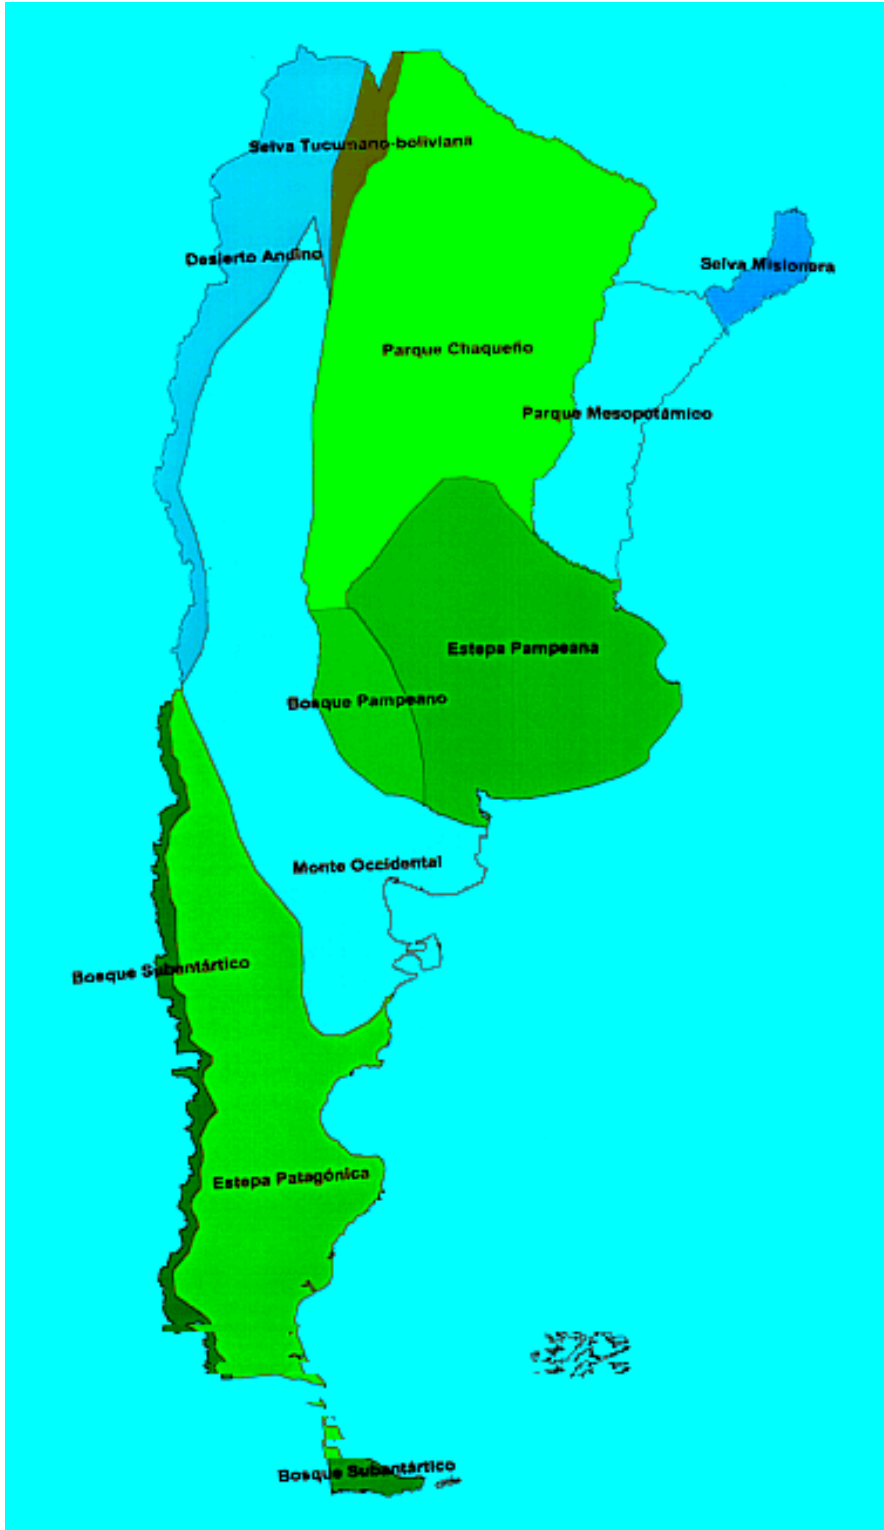 Selva Tucumano-boliviana
Desierto Andino
Selva Misionera
Parque Chaqueño
Parque Mesopotámico
Estepa Pampeana
Bosque Pampeano
Monte Occidental
Bosque Subantártico
Estepa Patagónica
Bosque Subantártico